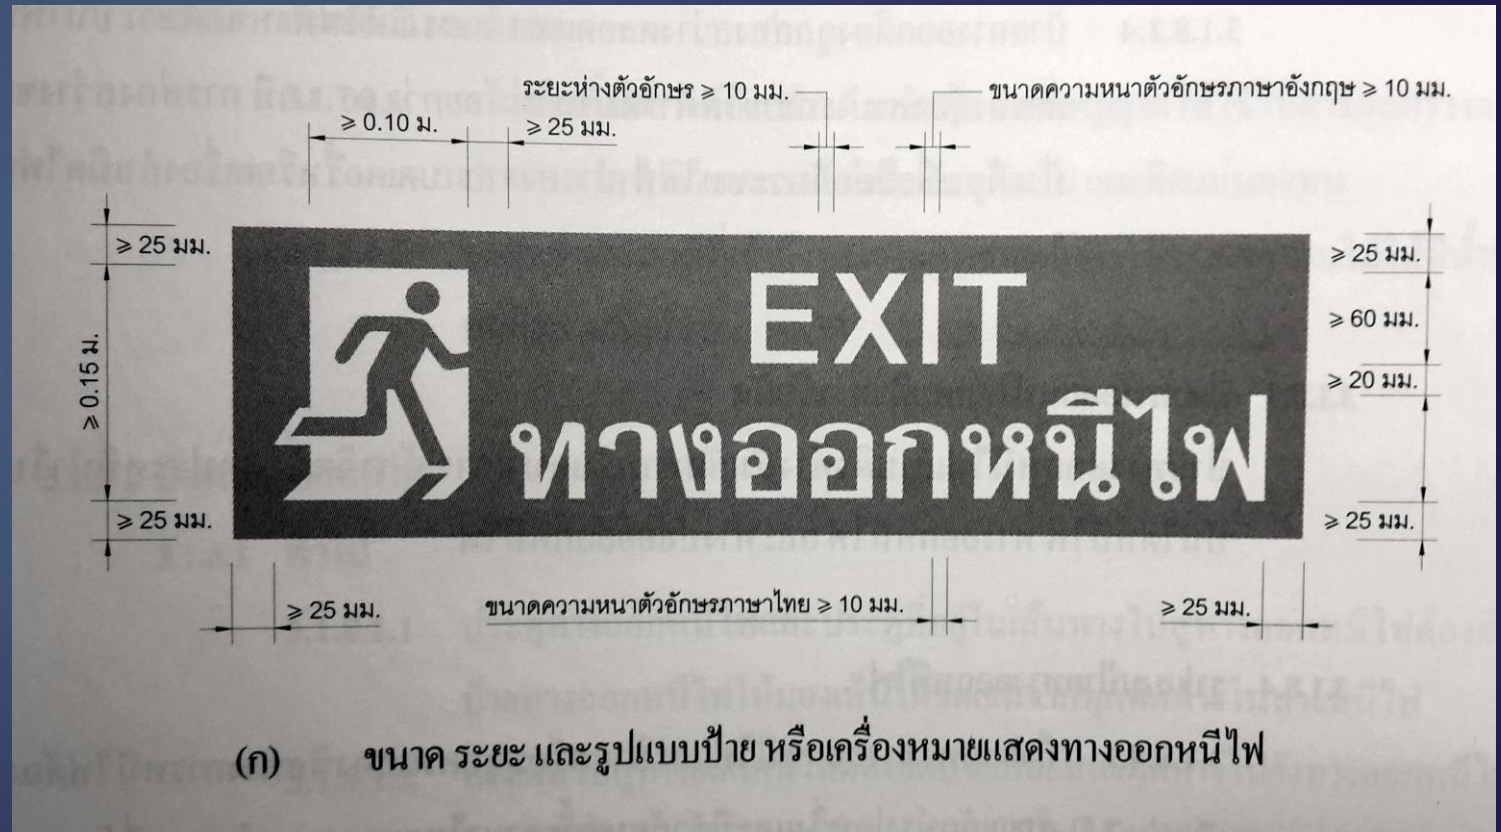 ระยะห่างตัวอักษร ⩾ 10 มม.
ขนาดความหนาตัวอักษรภาษาอังกฤษ ⩾ 10 มม.
⩾ 0.10 ม.
⩾ 25 มม.
⩾ 25 มม.
⩾ 25 มม.
EXIT
⩾ 60 มม.
⩾ 0.15 ม.
⩾ 20 มม.
ทางออกหนีไฟ
⩾ 25 มม.
⩾ 25 มม.
⩾ 25 มม.
ขนาดความหนาตัวอักษรภาษาไทย ⩾ 10 มม.
⩾ 25 มม.
(ก) ขนาด ระยะ และรูปแบบป้าย หรือเครื่องหมายแสดงทางออกหนีไฟ